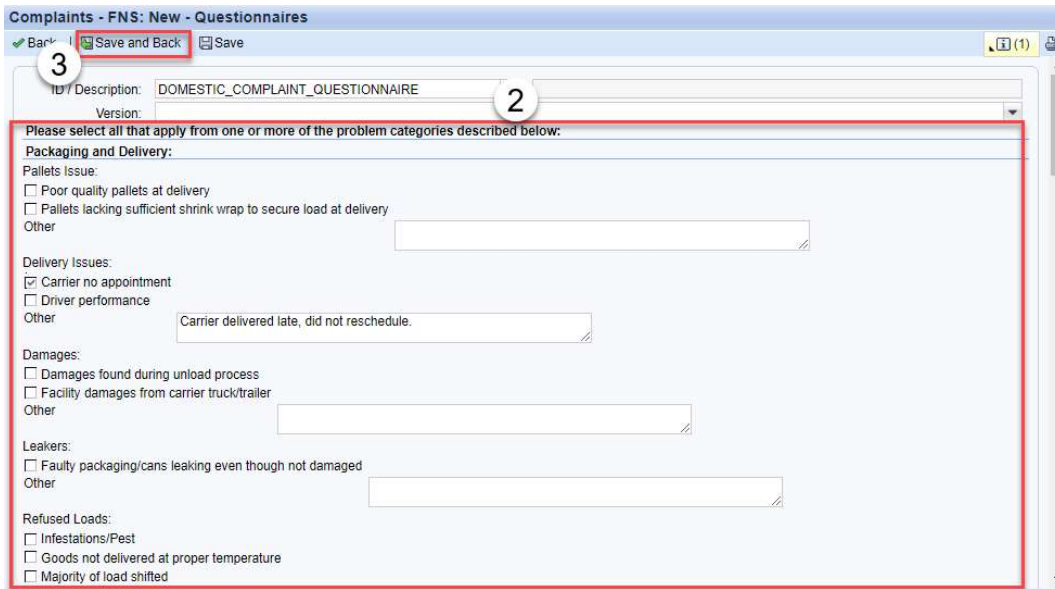 Complaints - FNS: New - Questionnaires
Back Save and Back Save (1)
3
ID / Description: DOMESTIC_COMPLAINT_QUESTIONNAIRE
2
Version:
Please select all that apply from one or more of the problem categories described below:
Packaging and Delivery:
Pallets Issue:
Poor quality pallets at delivery
Pallets lacking sufficient shrink wrap to secure load at delivery
Other
Delivery Issues:
Carrier no appointment
Driver performance
Other Carrier delivered late, did not reschedule.
Damages:
Damages found during unload process
Facility damages from carrier truck/trailer
Other
Leakers:
Faulty packaging/cans leaking even though not damaged
Other
Refused Loads:
Infestations/Pest
Goods not delivered at proper temperature
Majority of load shifted